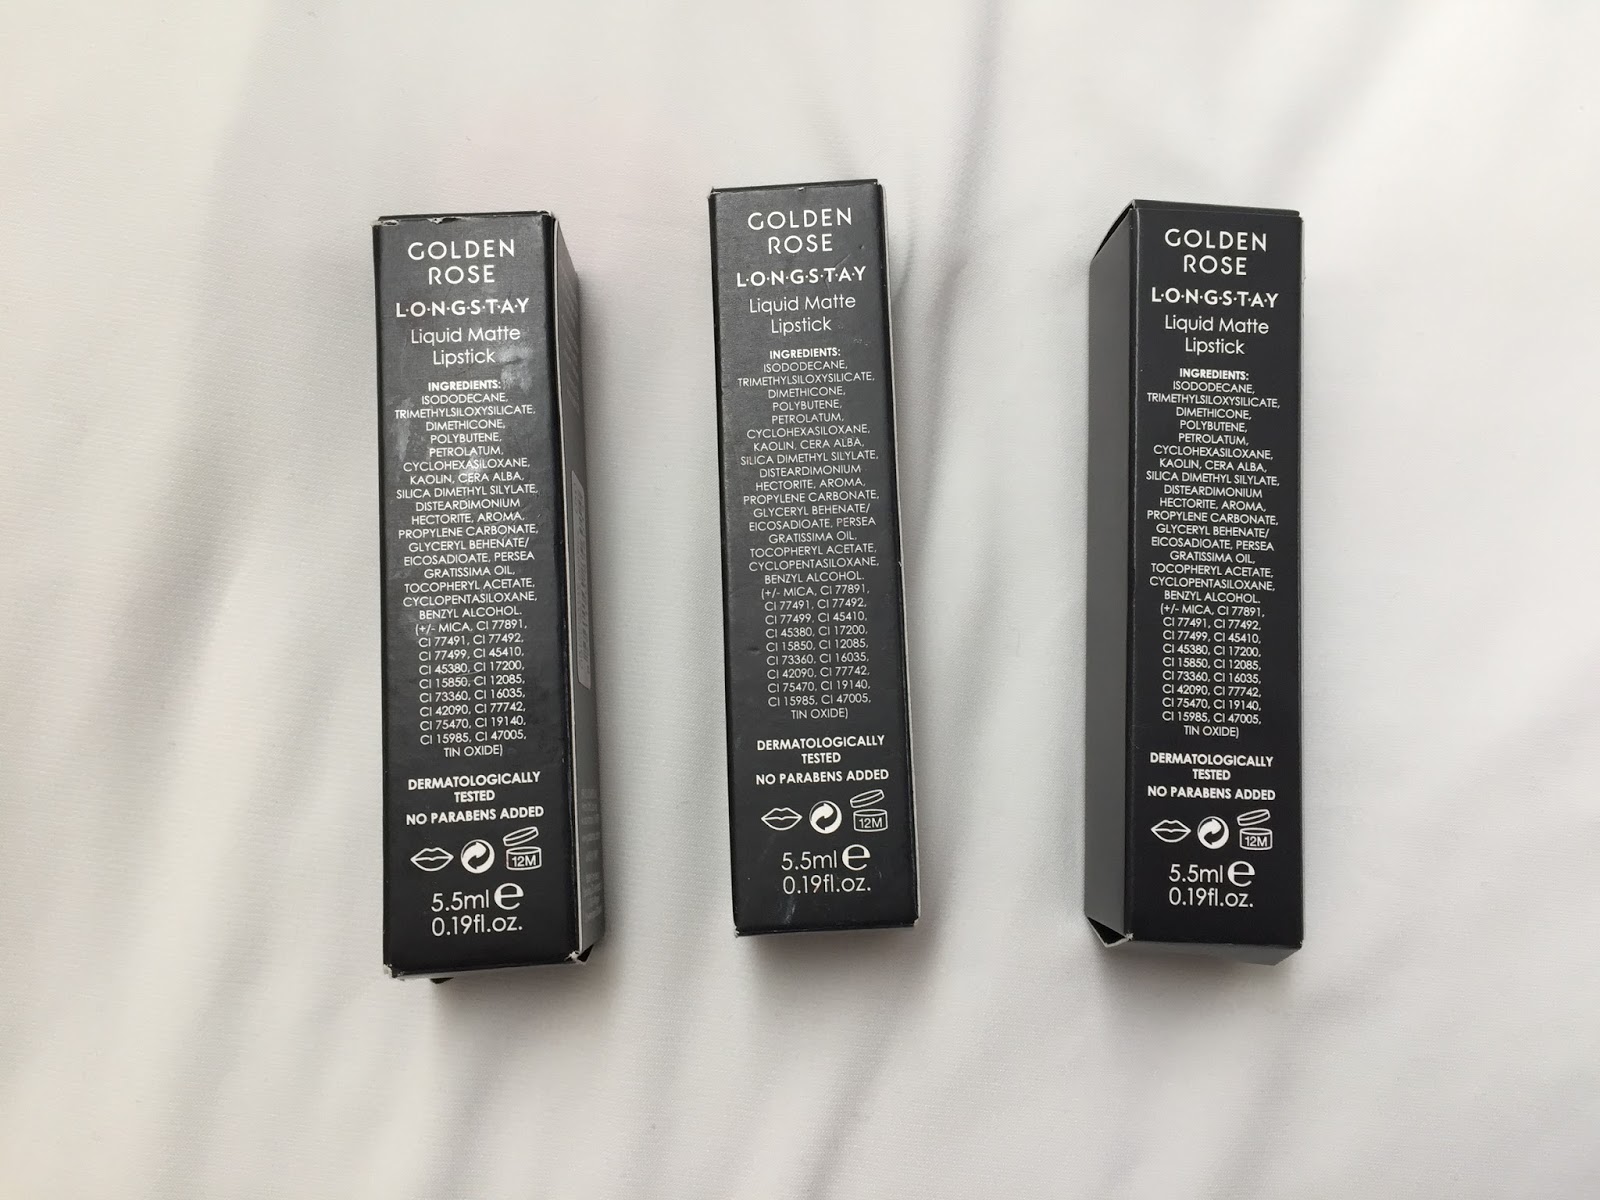 GOLDEN
ROSE
L·O·N·G·S·T·A·Y
Liquid Matte
Lipstick
INGREDIENTS:
ISODODECANE,
TRIMETHYLSILOXYSILICATE,
DIMETHICONE,
POLYBUTENE,
PETROLATUM,
CYCLOHEXASILOXANE,
KAOLIN, CERA ALBA,
SILICA DIMETHYL SILYLATE,
DISTEARDIMONIUM
HECTORITE, AROMA,
PROPYLENE CARBONATE,
GLYCERYL BEHENATE/
EICOSADIOATE, PERSEA
GRATISSIMA OIL,
TOCOPHERYL ACETATE,
CYCLOPENTASILOXANE,
BENZYL ALCOHOL.
(+/- MICA, CI 77891,
CI 77491, CI 77492,
CI 77499, CI 45410,
CI 45380, CI 17200,
CI 15850, CI 12085,
CI 73360, CI 16035,
CI 42090, CI 77742,
CI 75470, CI 19140,
CI 15985, CI 47005,
TIN OXIDE)
DERMATOLOGICALLY
TESTED
NO PARABENS ADDED
12M
5.5ml e
0.19fl.oz.
GOLDEN
ROSE
L·O·N·G·S·T·A·Y
Liquid Matte
Lipstick
INGREDIENTS:
ISODODECANE,
TRIMETHYLSILOXYSILICATE,
DIMETHICONE,
POLYBUTENE,
PETROLATUM,
CYCLOHEXASILOXANE,
KAOLIN, CERA ALBA,
SILICA DIMETHYL SILYLATE,
DISTEARDIMONIUM
HECTORITE, AROMA,
PROPYLENE CARBONATE,
GLYCERYL BEHENATE/
EICOSADIOATE, PERSEA
GRATISSIMA OIL,
TOCOPHERYL ACETATE,
CYCLOPENTASILOXANE,
BENZYL ALCOHOL.
(+/- MICA, CI 77891,
CI 77491, CI 77492,
CI 77499, CI 45410,
CI 45380, CI 17200,
CI 15850, CI 12085,
CI 73360, CI 16035,
CI 42090, CI 77742,
CI 75470, CI 19140,
CI 15985, CI 47005,
TIN OXIDE)
DERMATOLOGICALLY
TESTED
NO PARABENS ADDED
12M
5.5ml e
0.19fl.oz.
GOLDEN
ROSE
L·O·N·G·S·T·A·Y
Liquid Matte
Lipstick
INGREDIENTS:
ISODODECANE,
TRIMETHYLSILOXYSILICATE,
DIMETHICONE,
POLYBUTENE,
PETROLATUM,
CYCLOHEXASILOXANE,
KAOLIN, CERA ALBA,
SILICA DIMETHYL SILYLATE,
DISTEARDIMONIUM
HECTORITE, AROMA,
PROPYLENE CARBONATE,
GLYCERYL BEHENATE/
EICOSADIOATE, PERSEA
GRATISSIMA OIL,
TOCOPHERYL ACETATE,
CYCLOPENTASILOXANE,
BENZYL ALCOHOL.
(+/- MICA, CI 77891,
CI 77491, CI 77492,
CI 77499, CI 45410,
CI 45380, CI 17200,
CI 15850, CI 12085,
CI 73360, CI 16035,
CI 42090, CI 77742,
CI 75470, CI 19140,
CI 15985, CI 47005,
TIN OXIDE)
DERMATOLOGICALLY
TESTED
NO PARABENS ADDED
12M
5.5ml e
0.19fl.oz.